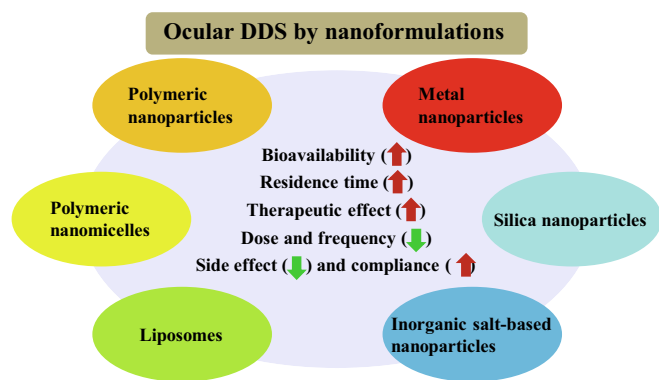 Ocular DDS by nanoformulations
Polymeric
nanoparticles
Metal
nanoparticles
Bioavailability (↑)
Residence time (↑)
Therapeutic effect (↑)
Dose and frequency (↓)
Side effect (↓) and compliance (↑)
Polymeric
nanomicelles
Silica nanoparticles
Liposomes
Inorganic salt-based
nanoparticles